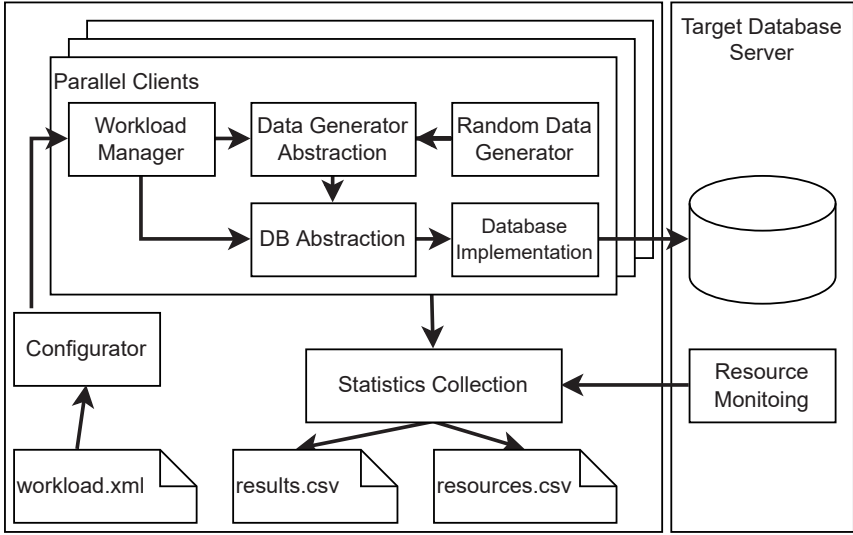 Target Database
Server
Parallel Clients
Workload
Manager
Data Generator
Abstraction
Random Data
Generator
DB Abstraction
Database
Implementation
Configurator
Statistics Collection
Resource
Monitoing
workload.xml
results.csv
resources.csv